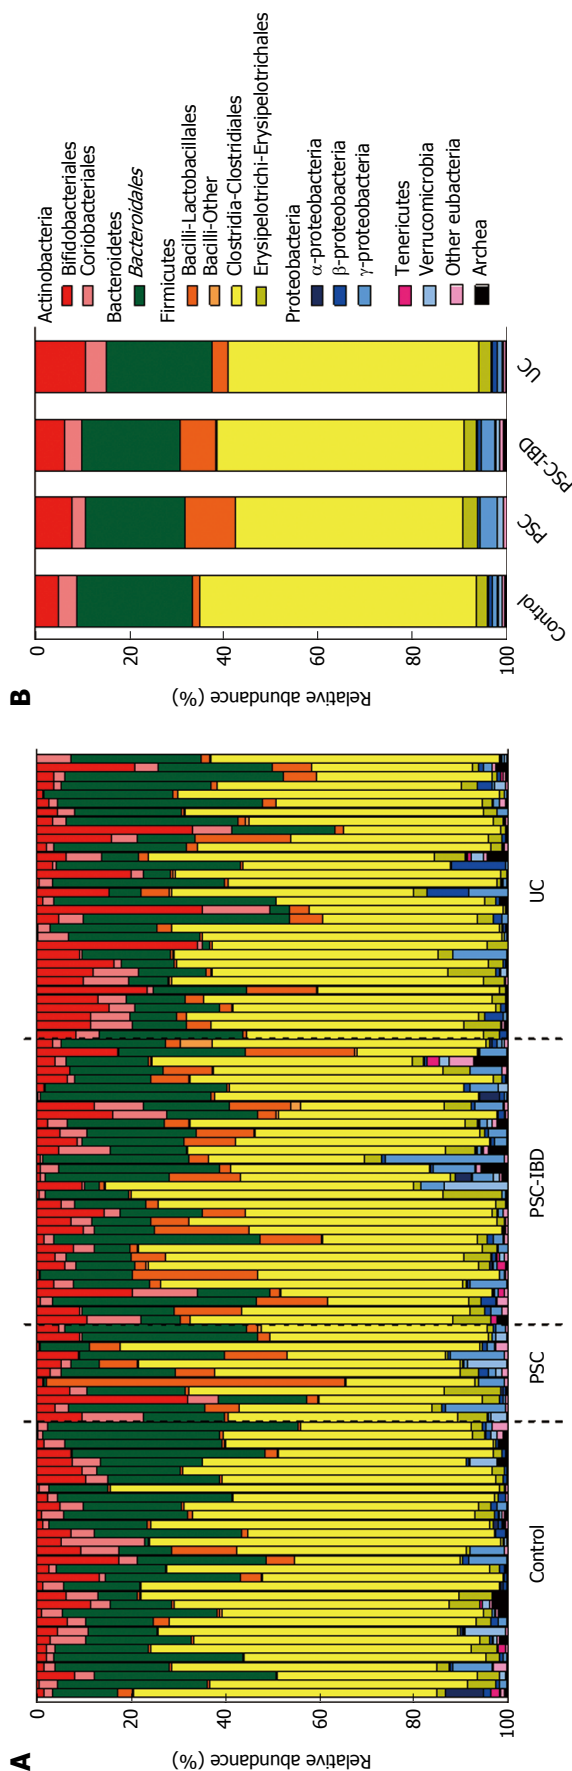 A
0
20
40
60
80
100
Relative abundance (%)
Control
PSC
PSC-IBD
UC
B
0
20
40
60
80
100
Relative abundance (%)
Control
PSC
PSC-IBD
UC
Actinobacteria
Bifidobacteriales
Coriobacteriales
Bacteroidetes
Bacteroidales
Firmicutes
Bacilli-Lactobacillales
Bacilli-Other
Clostridia-Clostridiales
Erysipelotrichi-Erysipelotrichales
Proteobacteria
α-proteobacteria
β-proteobacteria
γ-proteobacteria
Tenericutes
Verrucomicrobia
Other eubacteria
Archea